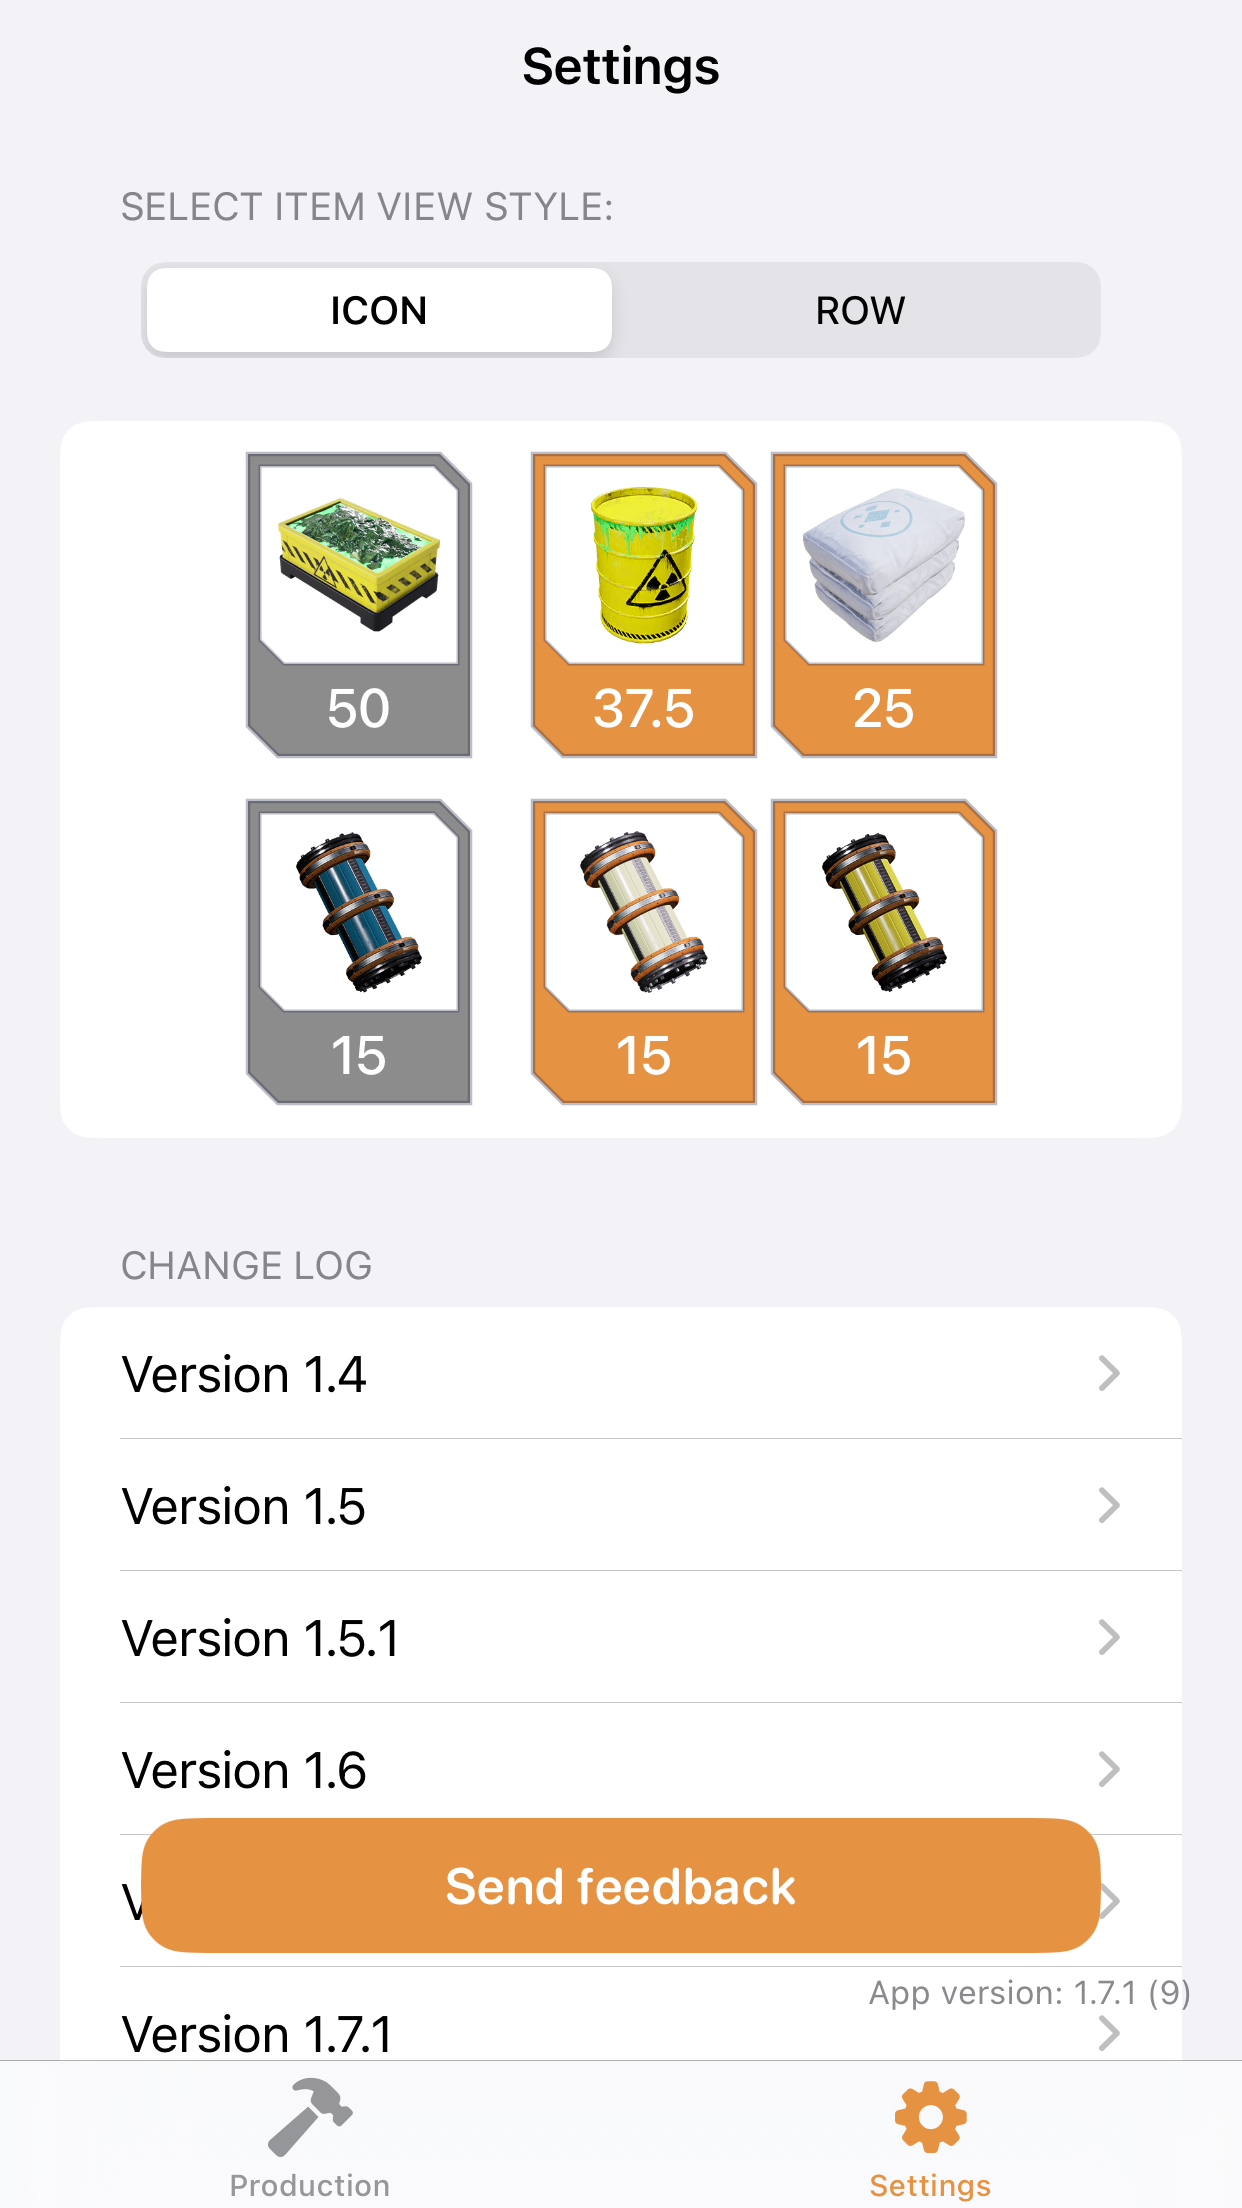 Settings
SELECT ITEM VIEW STYLE:
ICON ROW
50 37.5 25
15 15 15
CHANGE LOG
Version 1.4
Version 1.5
Version 1.5.1
Version 1.6
Send feedback
App version: 1.7.1 (9)
Version 1.7.1
Production Settings